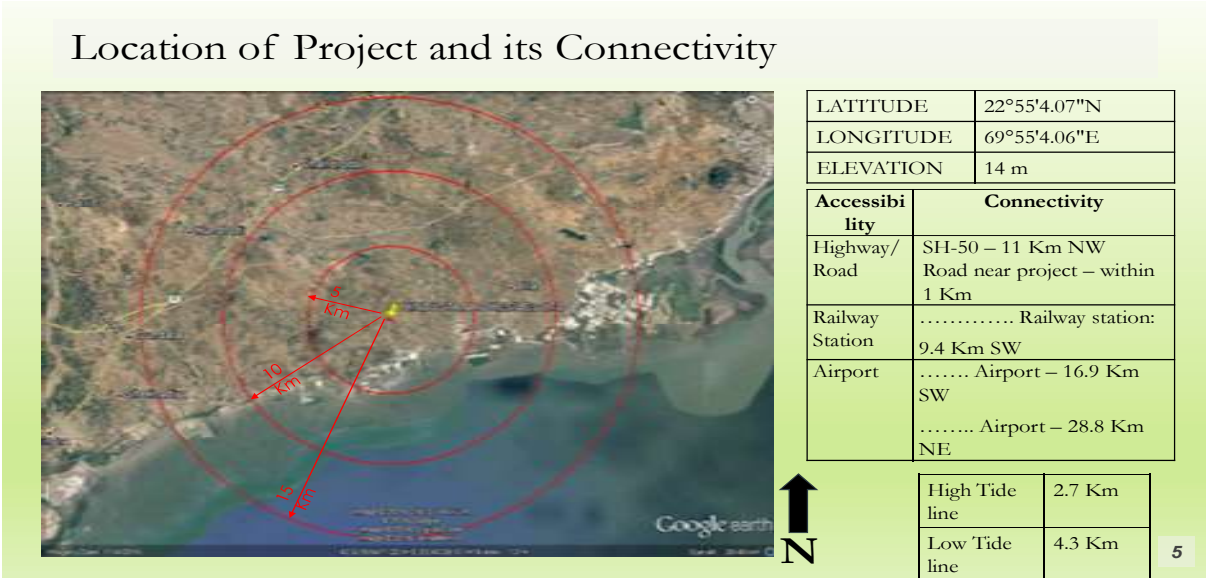 Location of Project and its Connectivity
5
Km
10
Km
15
Km
Google earth
LATITUDE 22°55'4.07"N
LONGITUDE 69°55'4.06"E
ELEVATION 14 m
Accessibi
lity
Connectivity
Highway/
Road
SH-50 – 11 Km NW
Road near project – within
1 Km
Railway
Station
…………. Railway station:
9.4 Km SW
Airport
……. Airport – 16.9 Km
SW
…….. Airport – 28.8 Km
NE
N
High Tide
line
2.7 Km
Low Tide
line
4.3 Km
5